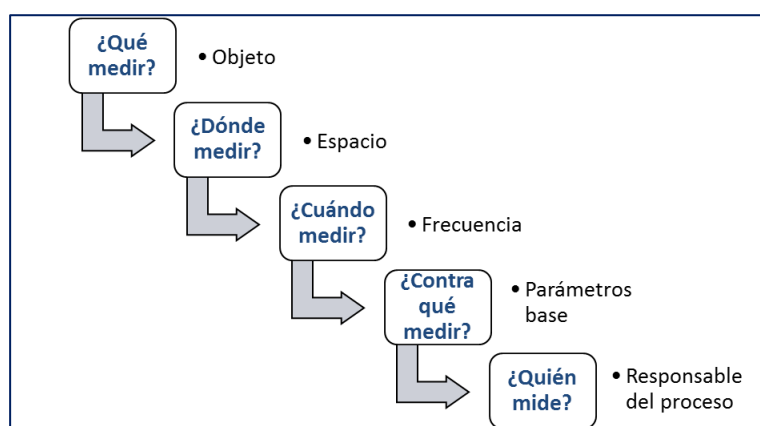 ¿Qué
medir?
• Objeto
¿Dónde
medir?
• Espacio
¿Cuándo
medir?
• Frecuencia
¿Contra
qué
medir?
• Parámetros
base
¿Quién
mide?
• Responsable
del proceso